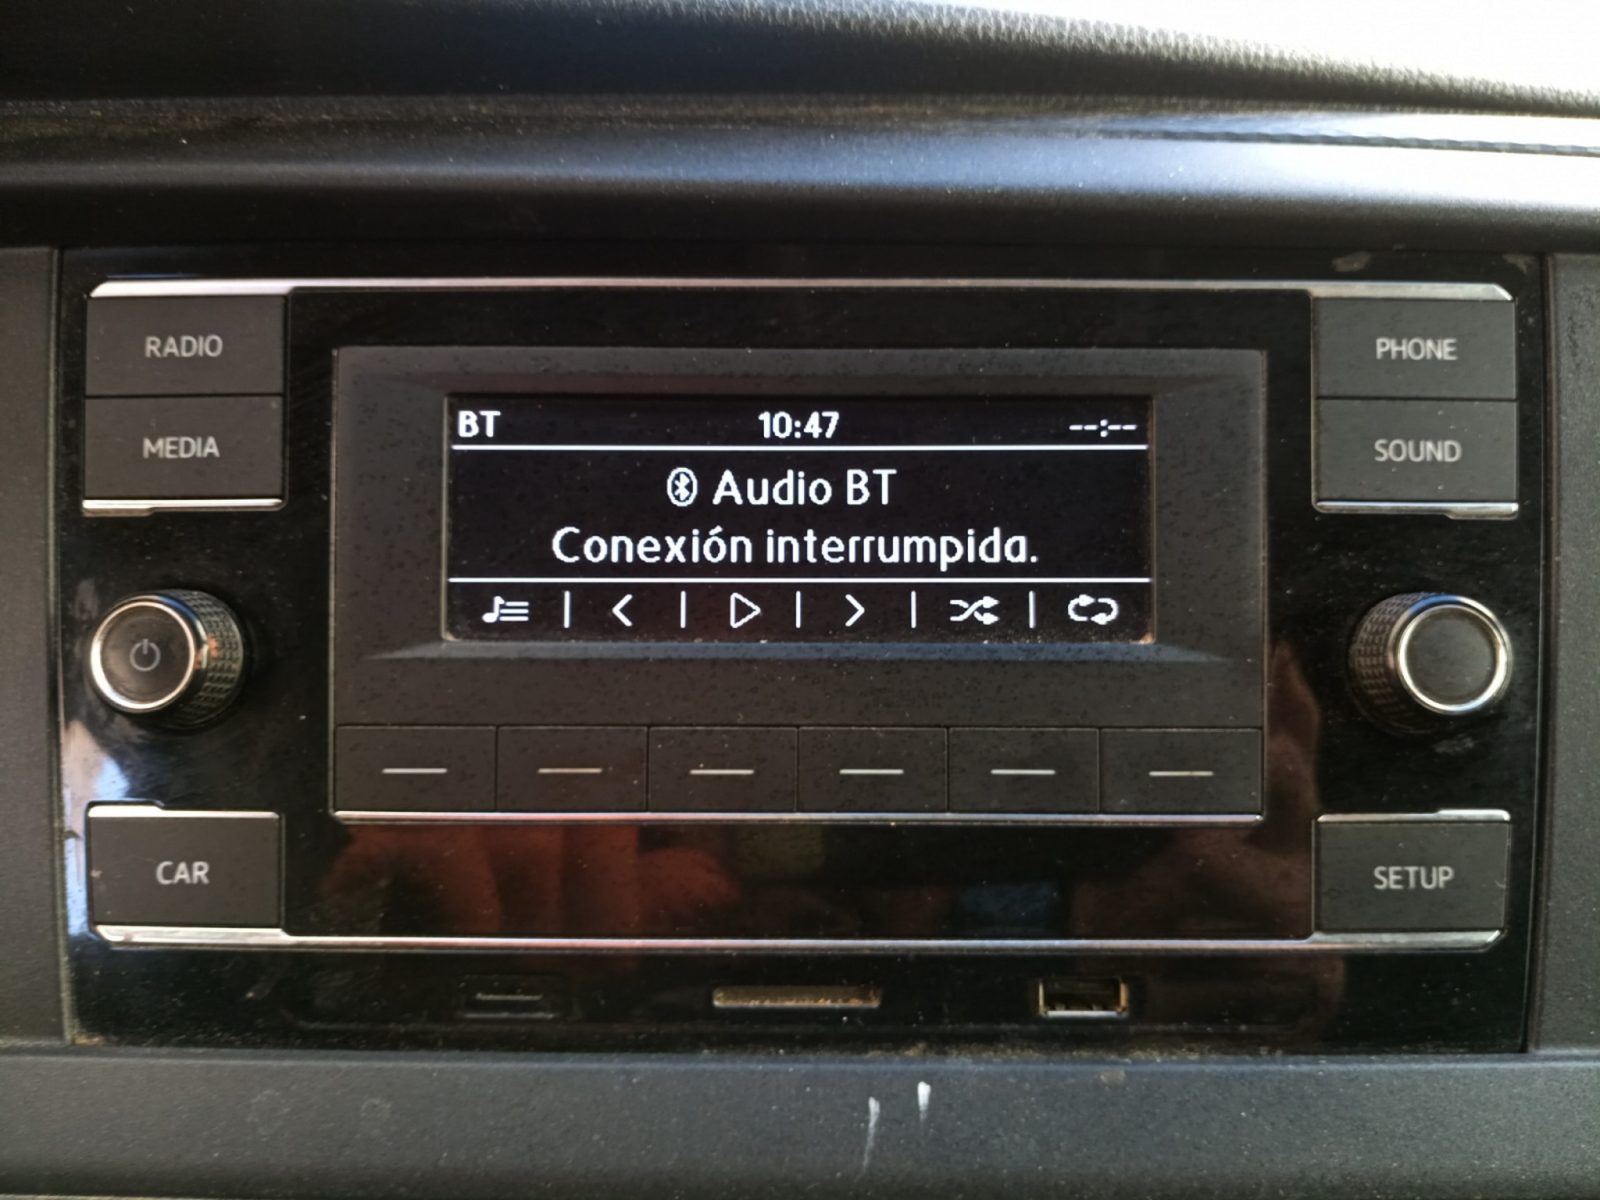 RADIO
MEDIA
PHONE
SOUND
BT 10:47 --:--
Audio BT
Conexión interrumpida.
CAR
SETUP